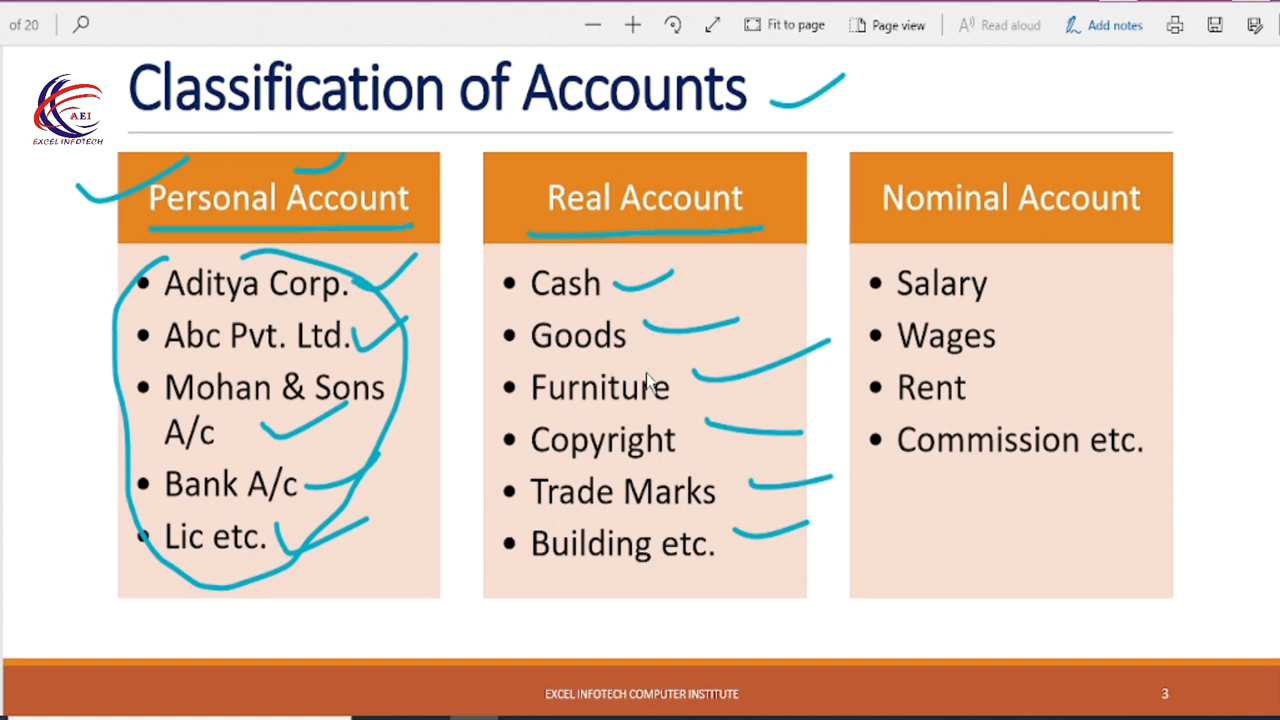 of 20
Fit to page
Page view
Read aloud
Add notes
Classification of Accounts
AEI
EXCEL INFOTECH
Personal Account
• Aditya Corp.
• Abc Pvt. Ltd.
• Mohan & Sons
A/c
• Bank A/c
• Lic etc.
Real Account
• Cash
• Goods
• Furniture
• Copyright
• Trade Marks
• Building etc.
Nominal Account
• Salary
• Wages
• Rent
• Commission etc.
EXCEL INFOTECH COMPUTER INSTITUTE
3